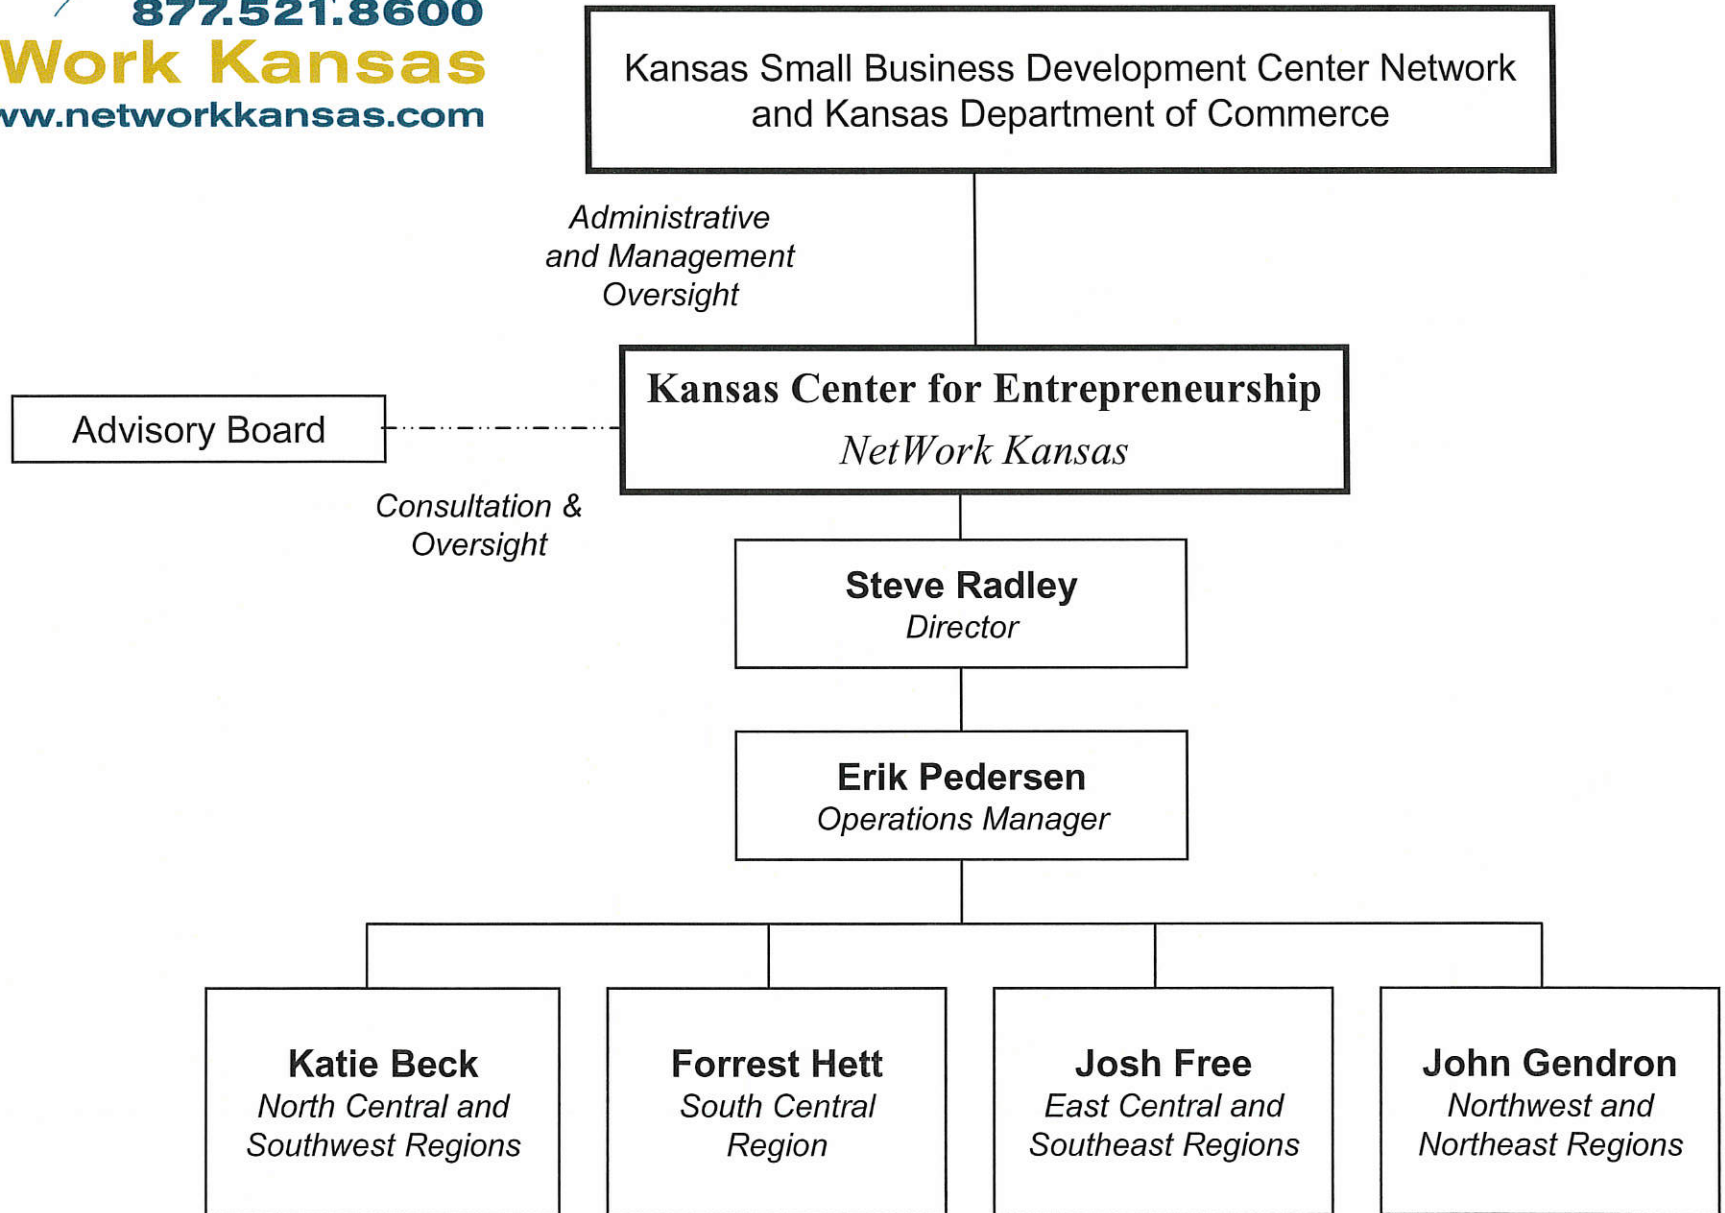 877.521.8600
Work Kansas
www.networkkansas.com
Kansas Small Business Development Center Network
and Kansas Department of Commerce
Administrative
and Management
Oversight
Kansas Center for Entrepreneurship
NetWork Kansas
Advisory Board
Consultation &
Oversight
Steve Radley
Director
Erik Pedersen
Operations Manager
Katie Beck
North Central and
Southwest Regions
Forrest Hett
South Central
Region
Josh Free
East Central and
Southeast Regions
John Gendron
Northwest and
Northeast Regions